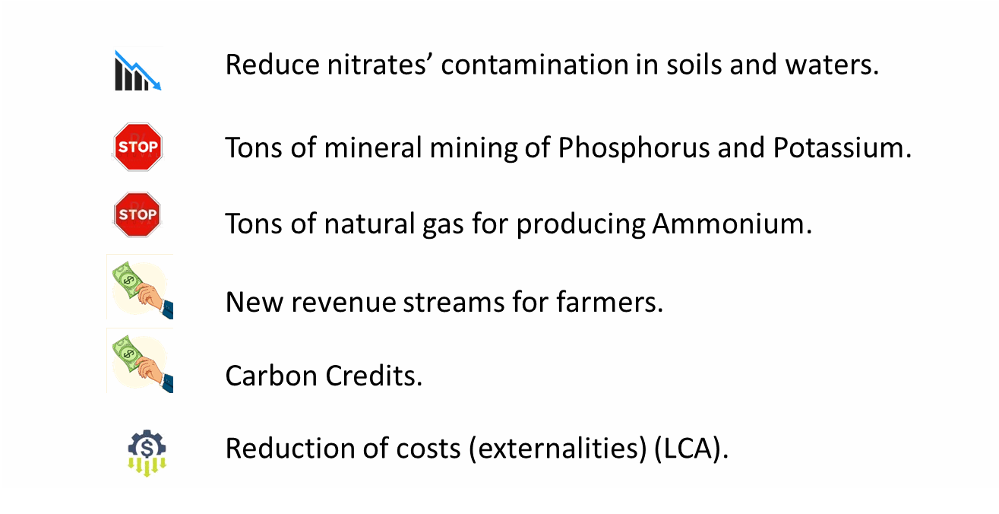 Reduce nitrates’ contamination in soils and waters.
STOP
Tons of mineral mining of Phosphorus and Potassium.
STOP
Tons of natural gas for producing Ammonium.
$
New revenue streams for farmers.
$
Carbon Credits.
$
Reduction of costs (externalities) (LCA).